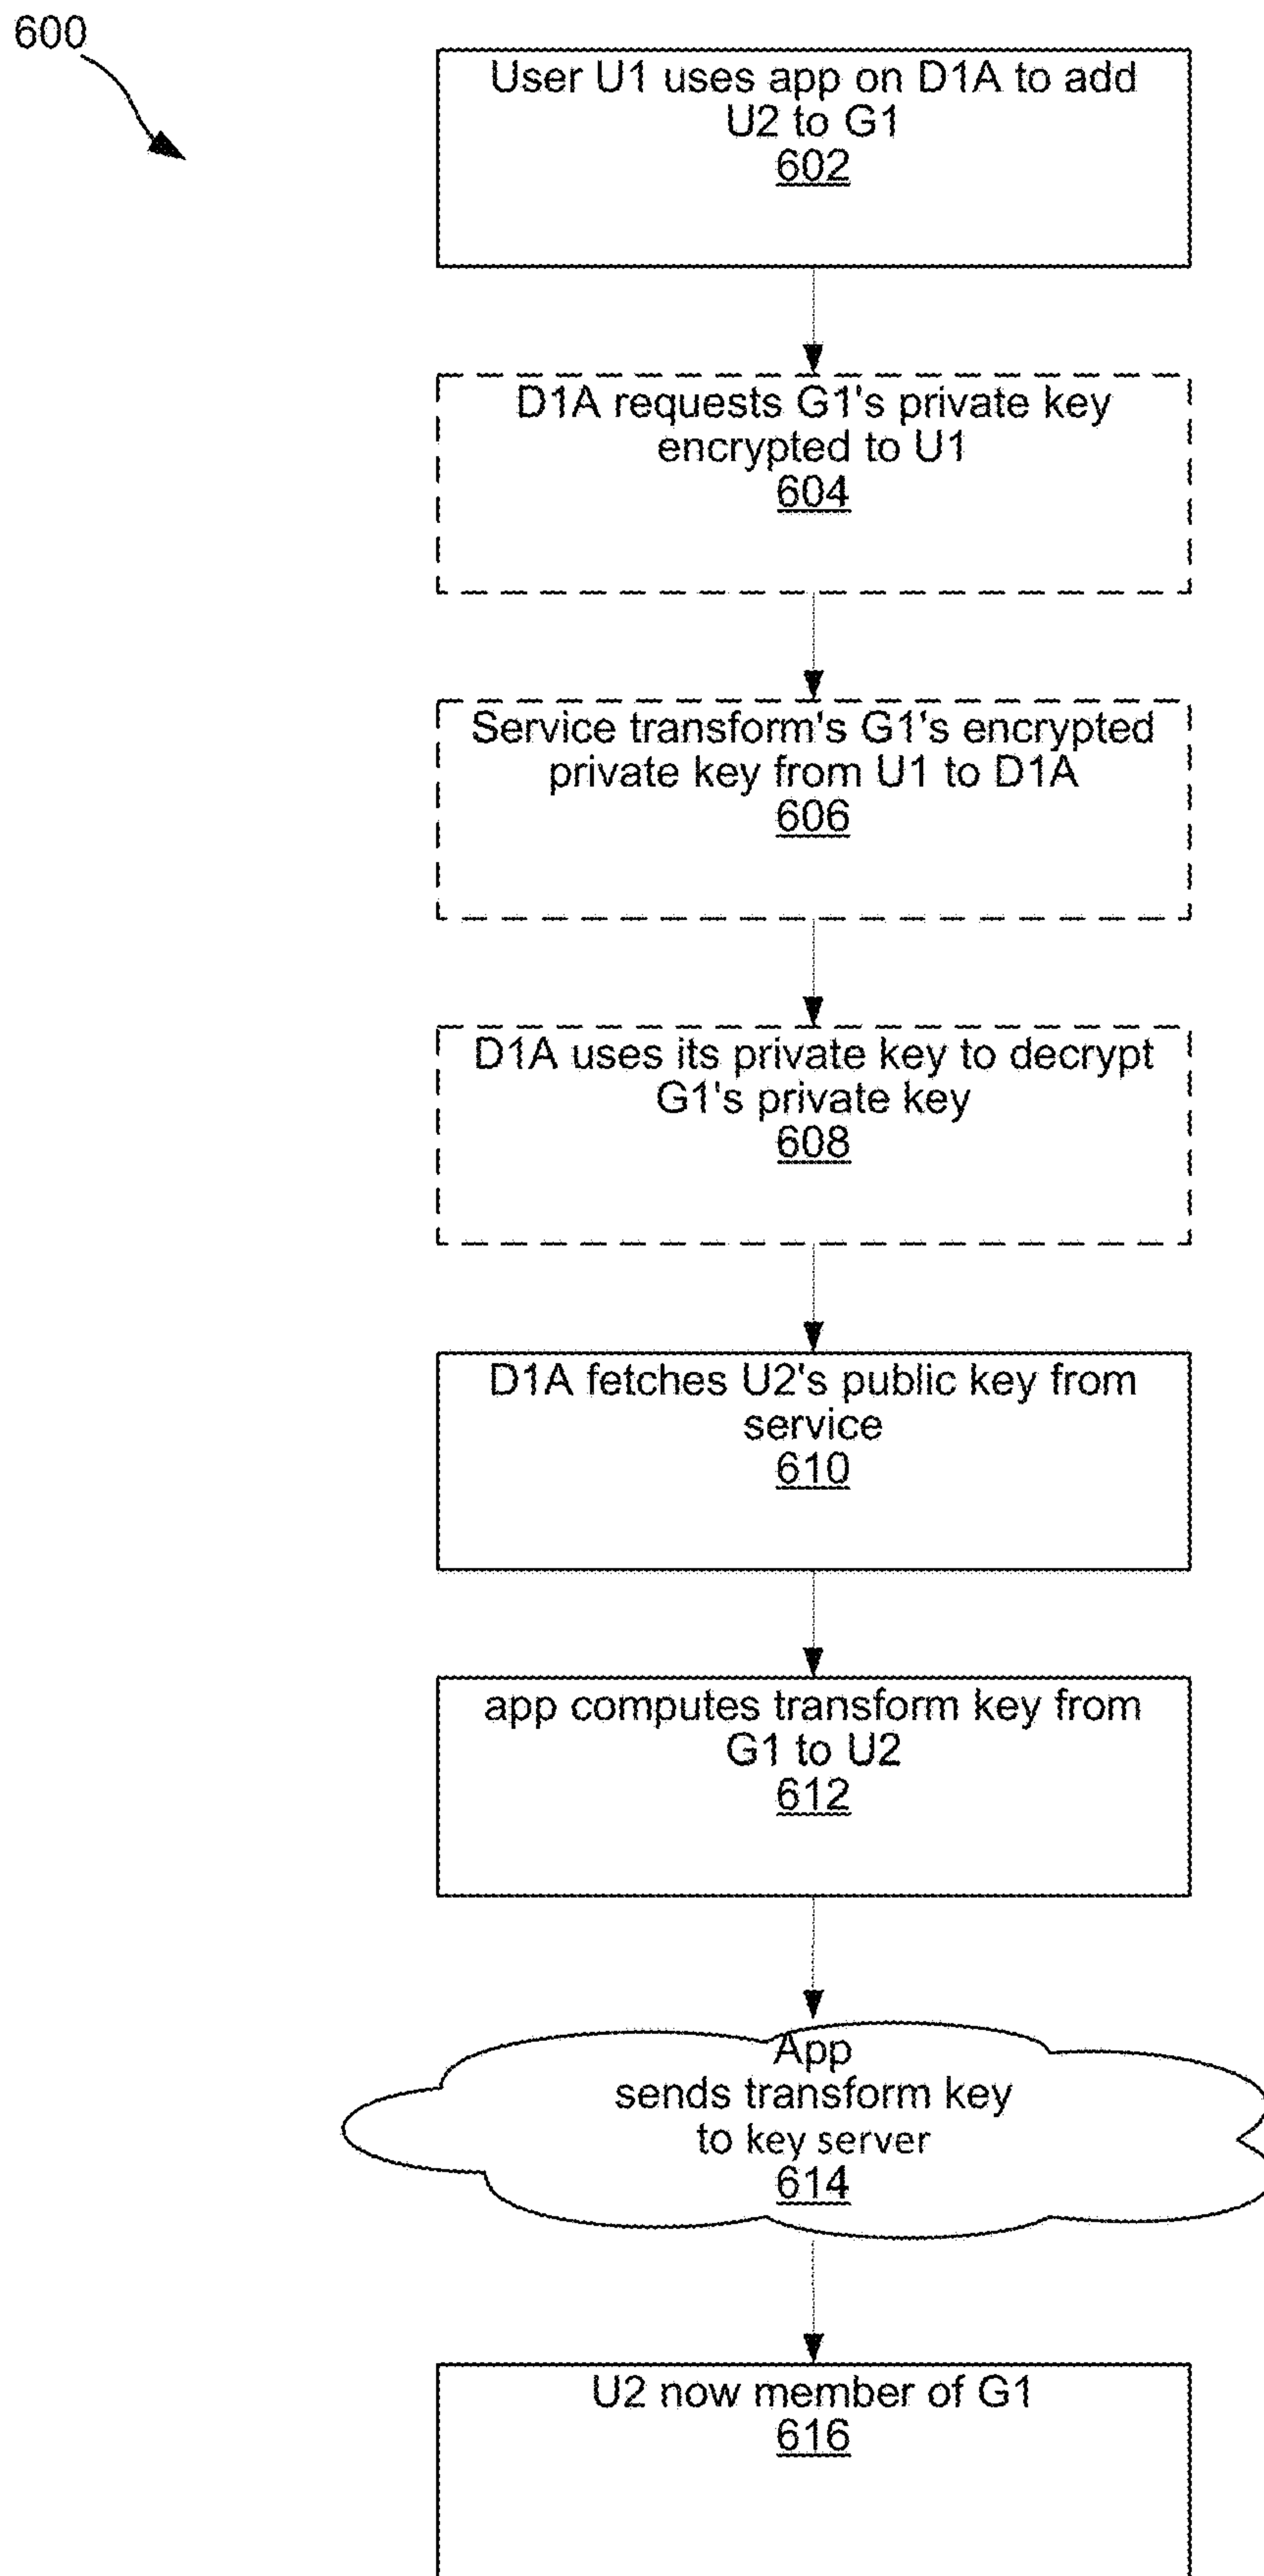 600
User U1 uses app on D1A to add
U2 to G1
602
D1A requests G1's private key
encrypted to U1
604
Service transform's G1's encrypted
private key from U1 to D1A
606
D1A uses its private key to decrypt
G1's private key
608
D1A fetches U2's public key from
service
610
app computes transform key from
G1 to U2
612
App
sends transform key
to key server
614
U2 now member of G1
616